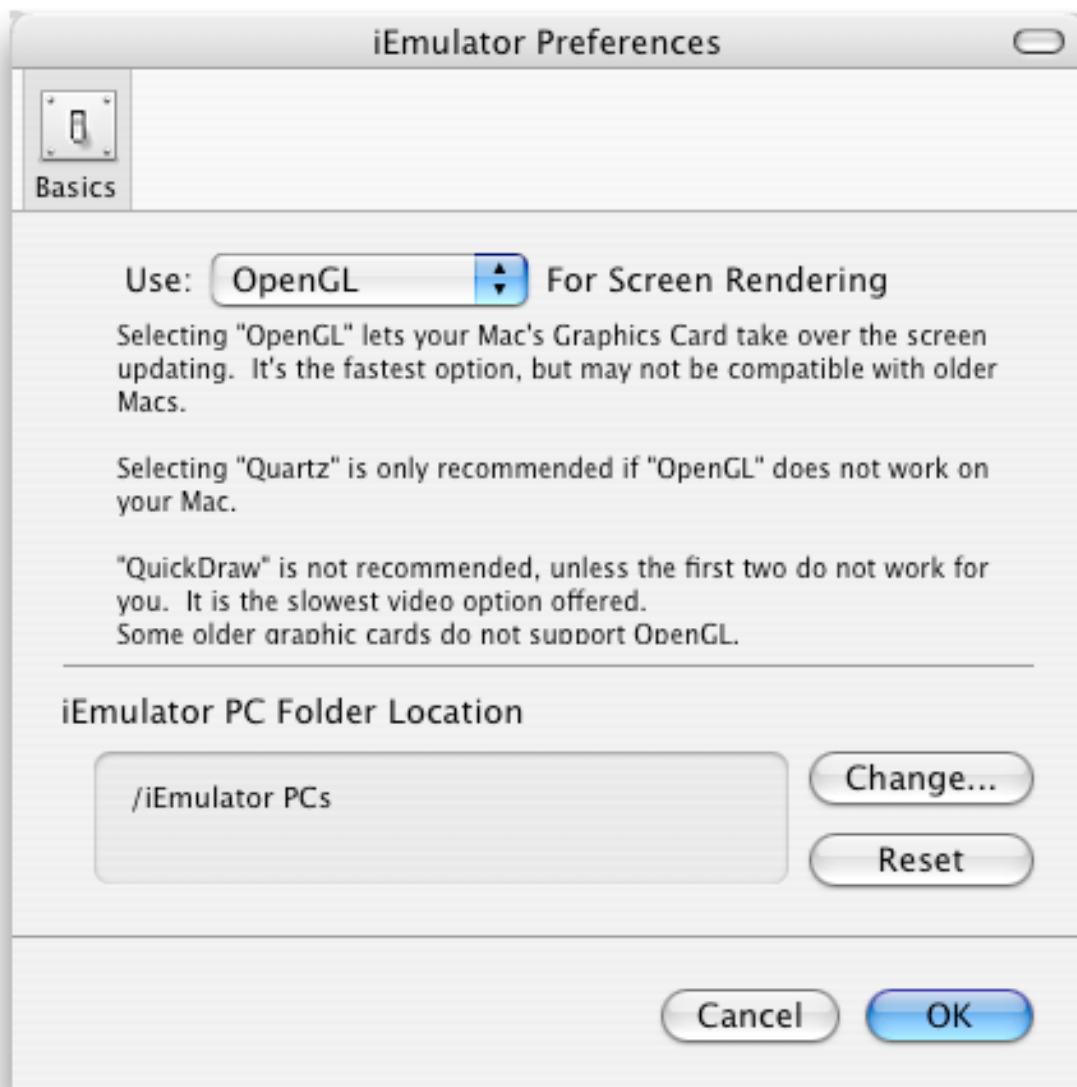 iEmulator Preferences
Basics
Use: OpenGL For Screen Rendering
Selecting "OpenGL" lets your Mac's Graphics Card take over the screen
updating.  It's the fastest option, but may not be compatible with older
Macs.
Selecting "Quartz" is only recommended if "OpenGL" does not work on
your Mac.
"QuickDraw" is not recommended, unless the first two do not work for
you.  It is the slowest video option offered.
Some older graphic cards do not support OpenGL.
iEmulator PC Folder Location
/iEmulator PCs
Change...
Reset
Cancel
OK